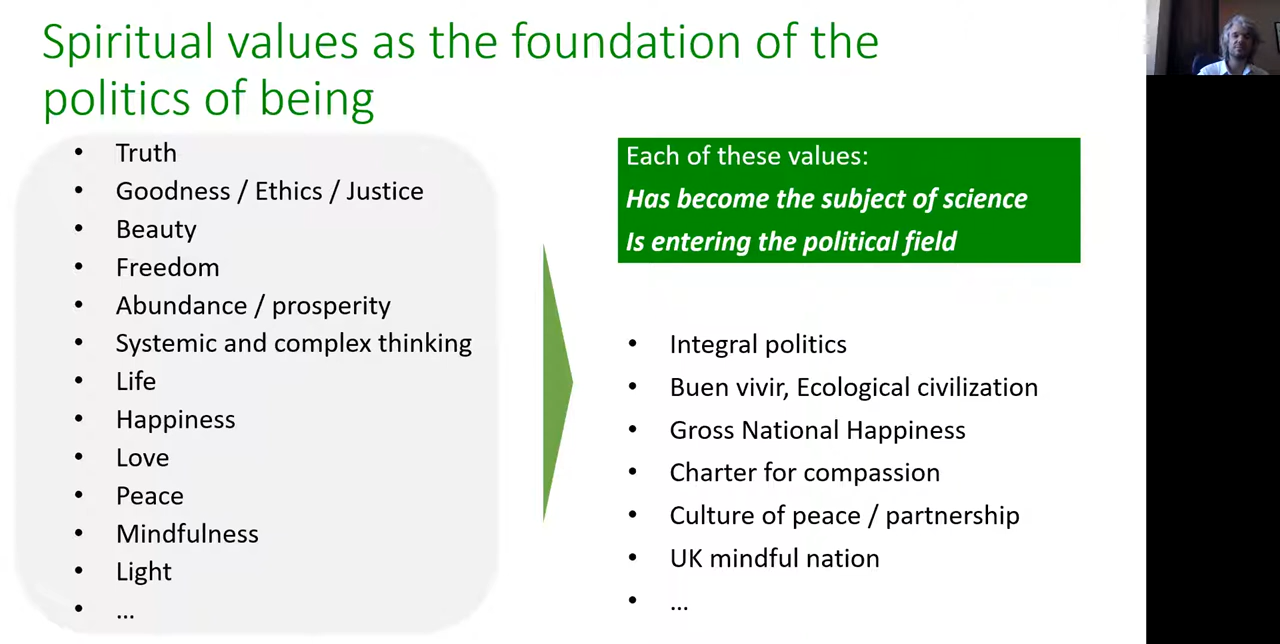 Spiritual values as the foundation of the
politics of being
• Truth
• Goodness / Ethics / Justice
• Beauty
• Freedom
• Abundance / prosperity
• Systemic and complex thinking
• Life
• Happiness
• Love
• Peace
• Mindfulness
• Light
• ...
Each of these values:
Has become the subject of science
Is entering the political field
• Integral politics
• Buen vivir, Ecological civilization
• Gross National Happiness
• Charter for compassion
• Culture of peace / partnership
• UK mindful nation
• ...